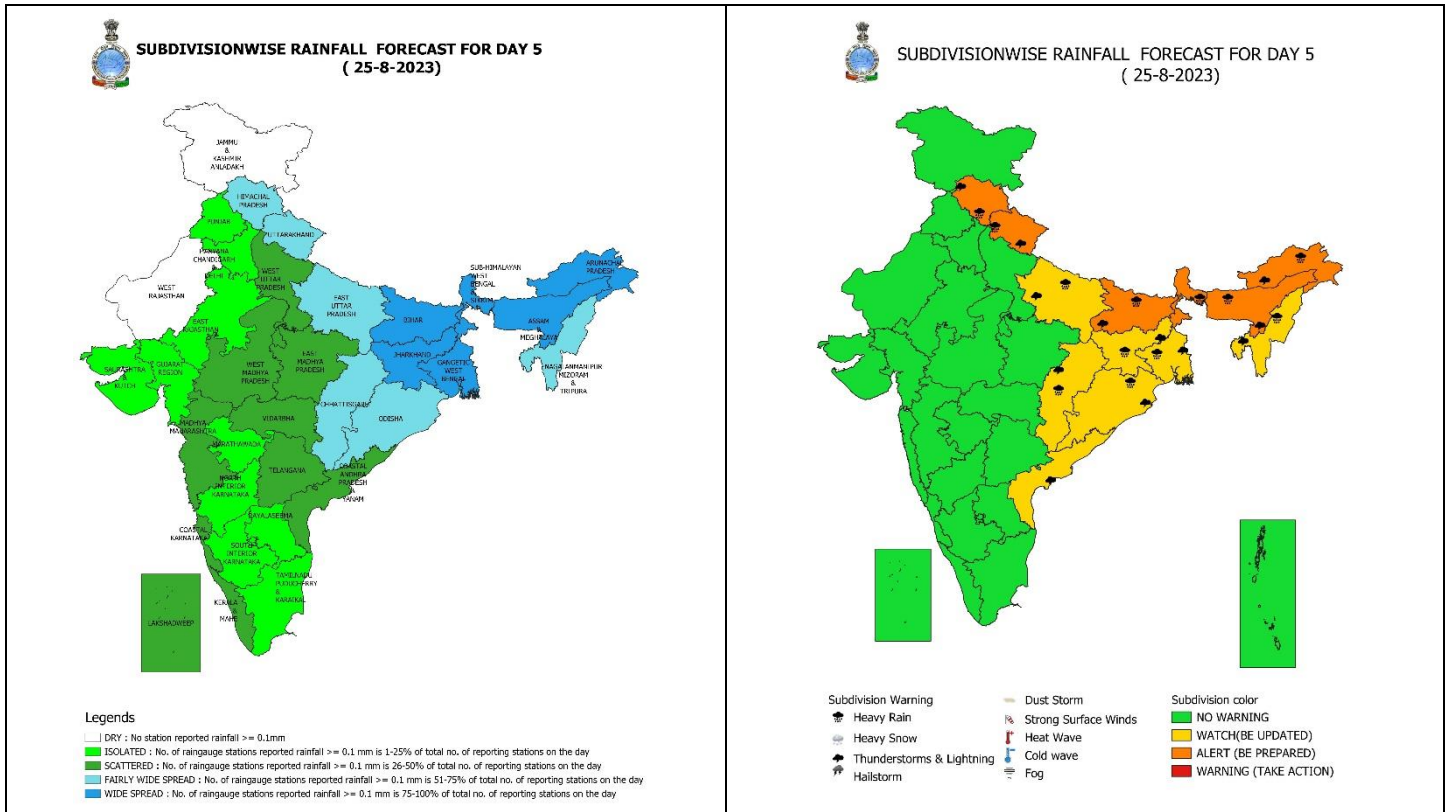 SUBDIVISIONWISE RAINFALL FORECAST FOR DAY 5
( 25-8-2023)
JAMMU
&
KASHMIR
ANLADAKH
HIMACHAL
PRADESH
PUNJAB
UTTARAKHAND
CHANDIGARH
&
DELHI
WEST
UTTAR
PRADESH
WEST
RAJASTHAN
EAST
UTTAR
PRADESH
SUB-HIMALAYAN
WEST
BENGAL
&
ARUNACHAL
PRADESH
BIHAR
ASSAM
&
MEGHALAYA
EAST
RAJASTHAN
JHARKHAND
GANGETIC
WEST
BENGAL
NAGALANMANIPUR
MIZORAM
&
TRIPURA
SAURASHTRA
&
KUTCH
GUJARAT
REGION
WEST
MADHYA
PRADESH
EAST
MADHYA
PRADESH
CHHATTISGARH
ODISHA
VIDARBHA
MADHYA
MAHARASHTRA
MARATHAWADA
TELANGANA
COASTAL
ANDHRA
PRADESH
&
YANAM
NORTH
INTERIOR
KARNATAKA
RAYALASEEMA
COASTAL
KARNATAKA
SOUTH
INTERIOR
KARNATAKA
TAMILNADU
PUDUCHERRY
&
KARAIKAL
KERALA
&
MAHE
LAKSHADWEEP
Legends
DRY : No station reported rainfall >= 0.1mm
ISOLATED : No. of raingauge stations reported rainfall >= 0.1 mm is 1-25% of total no. of reporting stations on the day
SCATTERED : No. of raingauge stations reported rainfall >= 0.1 mm is 26-50% of total no. of reporting stations on the day
FAIRLY WIDE SPREAD : No. of raingauge stations reported rainfall >= 0.1 mm is 51-75% of total no. of reporting stations on the day
WIDE SPREAD : No. of raingauge stations reported rainfall >= 0.1 mm is 75-100% of total no. of reporting stations on the day
SUBDIVISIONWISE RAINFALL FORECAST FOR DAY 5
( 25-8-2023)
Subdivision Warning
Heavy Rain
Heavy Snow
Thunderstorms & Lightning
Hailstorm
Dust Storm
Strong Surface Winds
Heat Wave
Cold wave
Fog
Subdivision color
NO WARNING
WATCH(BE UPDATED)
ALERT (BE PREPARED)
WARNING (TAKE ACTION)